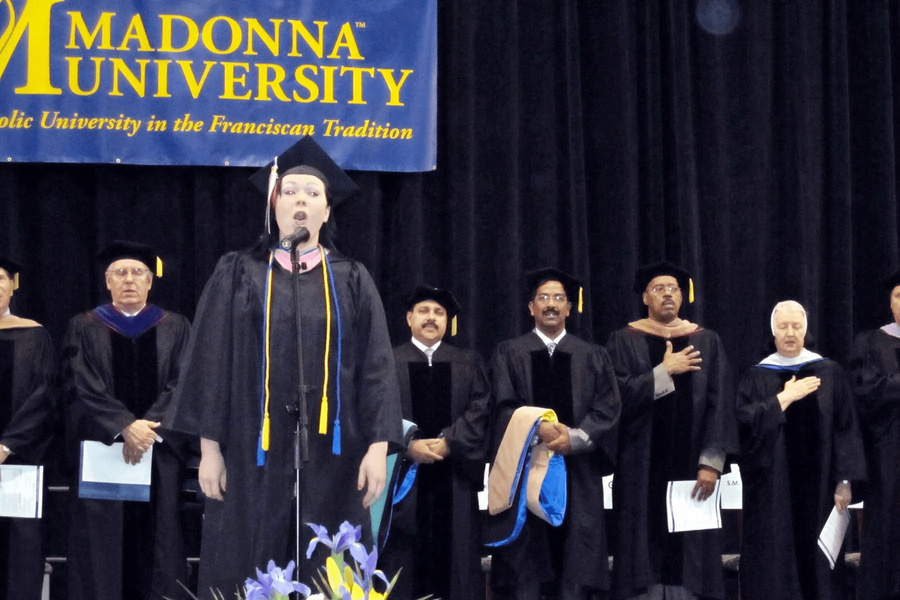 MADONNA™
UNIVERSITY
olic University in the Franciscan Tradition
S.M